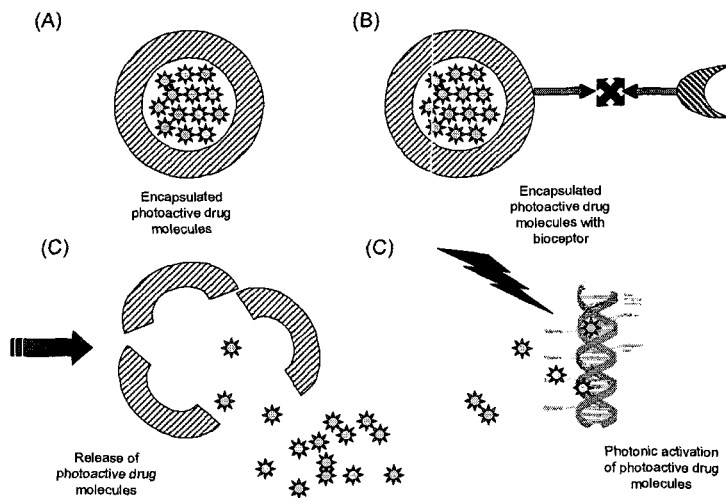 (A)
(B)
Encapsulated
photoactive drug
molecules
Encapsulated
photoactive drug
molecules with
bioceptor
(C)
(C)
Release of
photoactive drug
molecules
Photonic activation
of photoactive drug
molecules